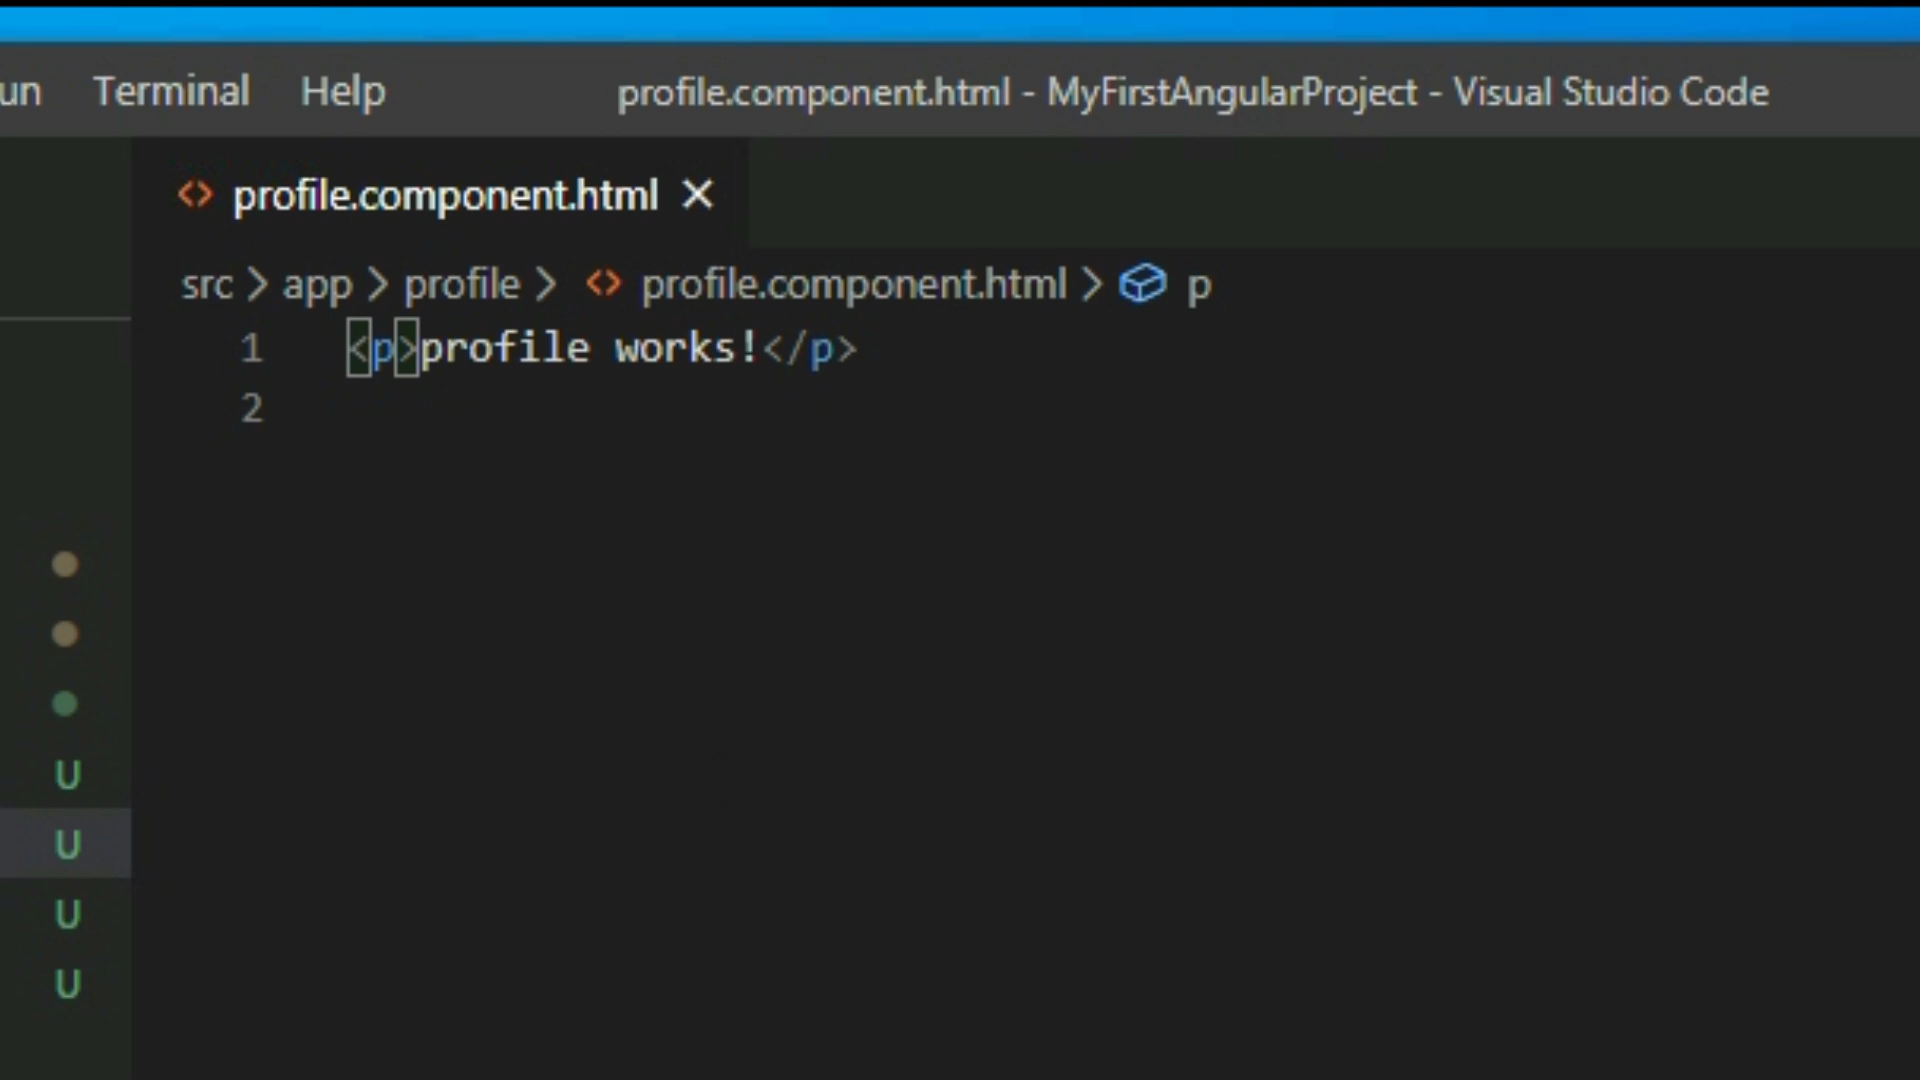 un Terminal Help profile.component.html - MyFirstAngularProject - Visual Studio Code
profile.component.html
src > app > profile > profile.component.html > p
1 <p>profile works!</p>
2
U
U
U
U